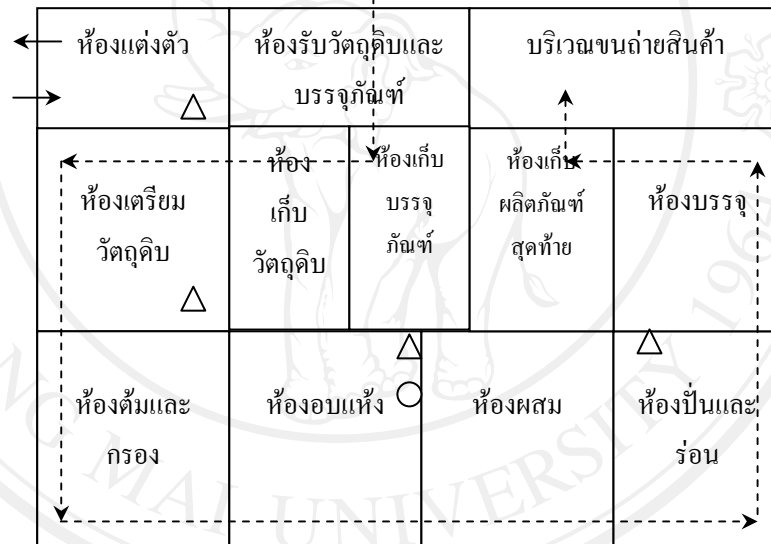 ห้องแต่งตัว
ห้องรับวัตถุดิบและ
บรรจุภัณฑ์
บริเวณขนถ่ายสินค้า
ห้องเตรียม
วัตถุดิบ
ห้อง
เก็บ
วัตถุดิบ
ห้องเก็บ
บรรจุ
ภัณฑ์
ห้องเก็บ
ผลิตภัณฑ์
สุดท้าย
ห้องบรรจุ
ห้องต้มและ
กรอง
ห้องอบแห้ง
ห้องผสม
ห้องปั่นและ
ร่อน
NG MAI UNIVERSITY 196